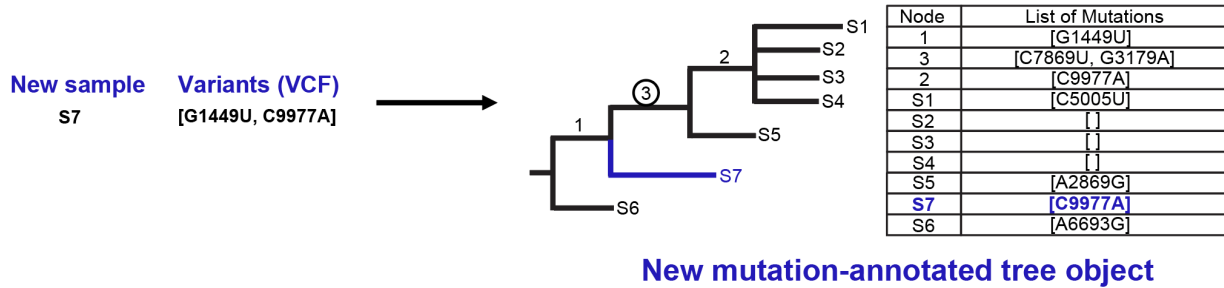 New sample Variants (VCF)
S7 [G1449U, C9977A]
S1
S2
S3
S4
2
3
S5
1
S7
S6
Node List of Mutations
1 [G1449U]
3 [C7869U, G3179A]
2 [C9977A]
S1 [C5005U]
S2 [ ]
S3 [ ]
S4 [ ]
S5 [A2869G]
S7 [C9977A]
S6 [A6693G]
New mutation-annotated tree object